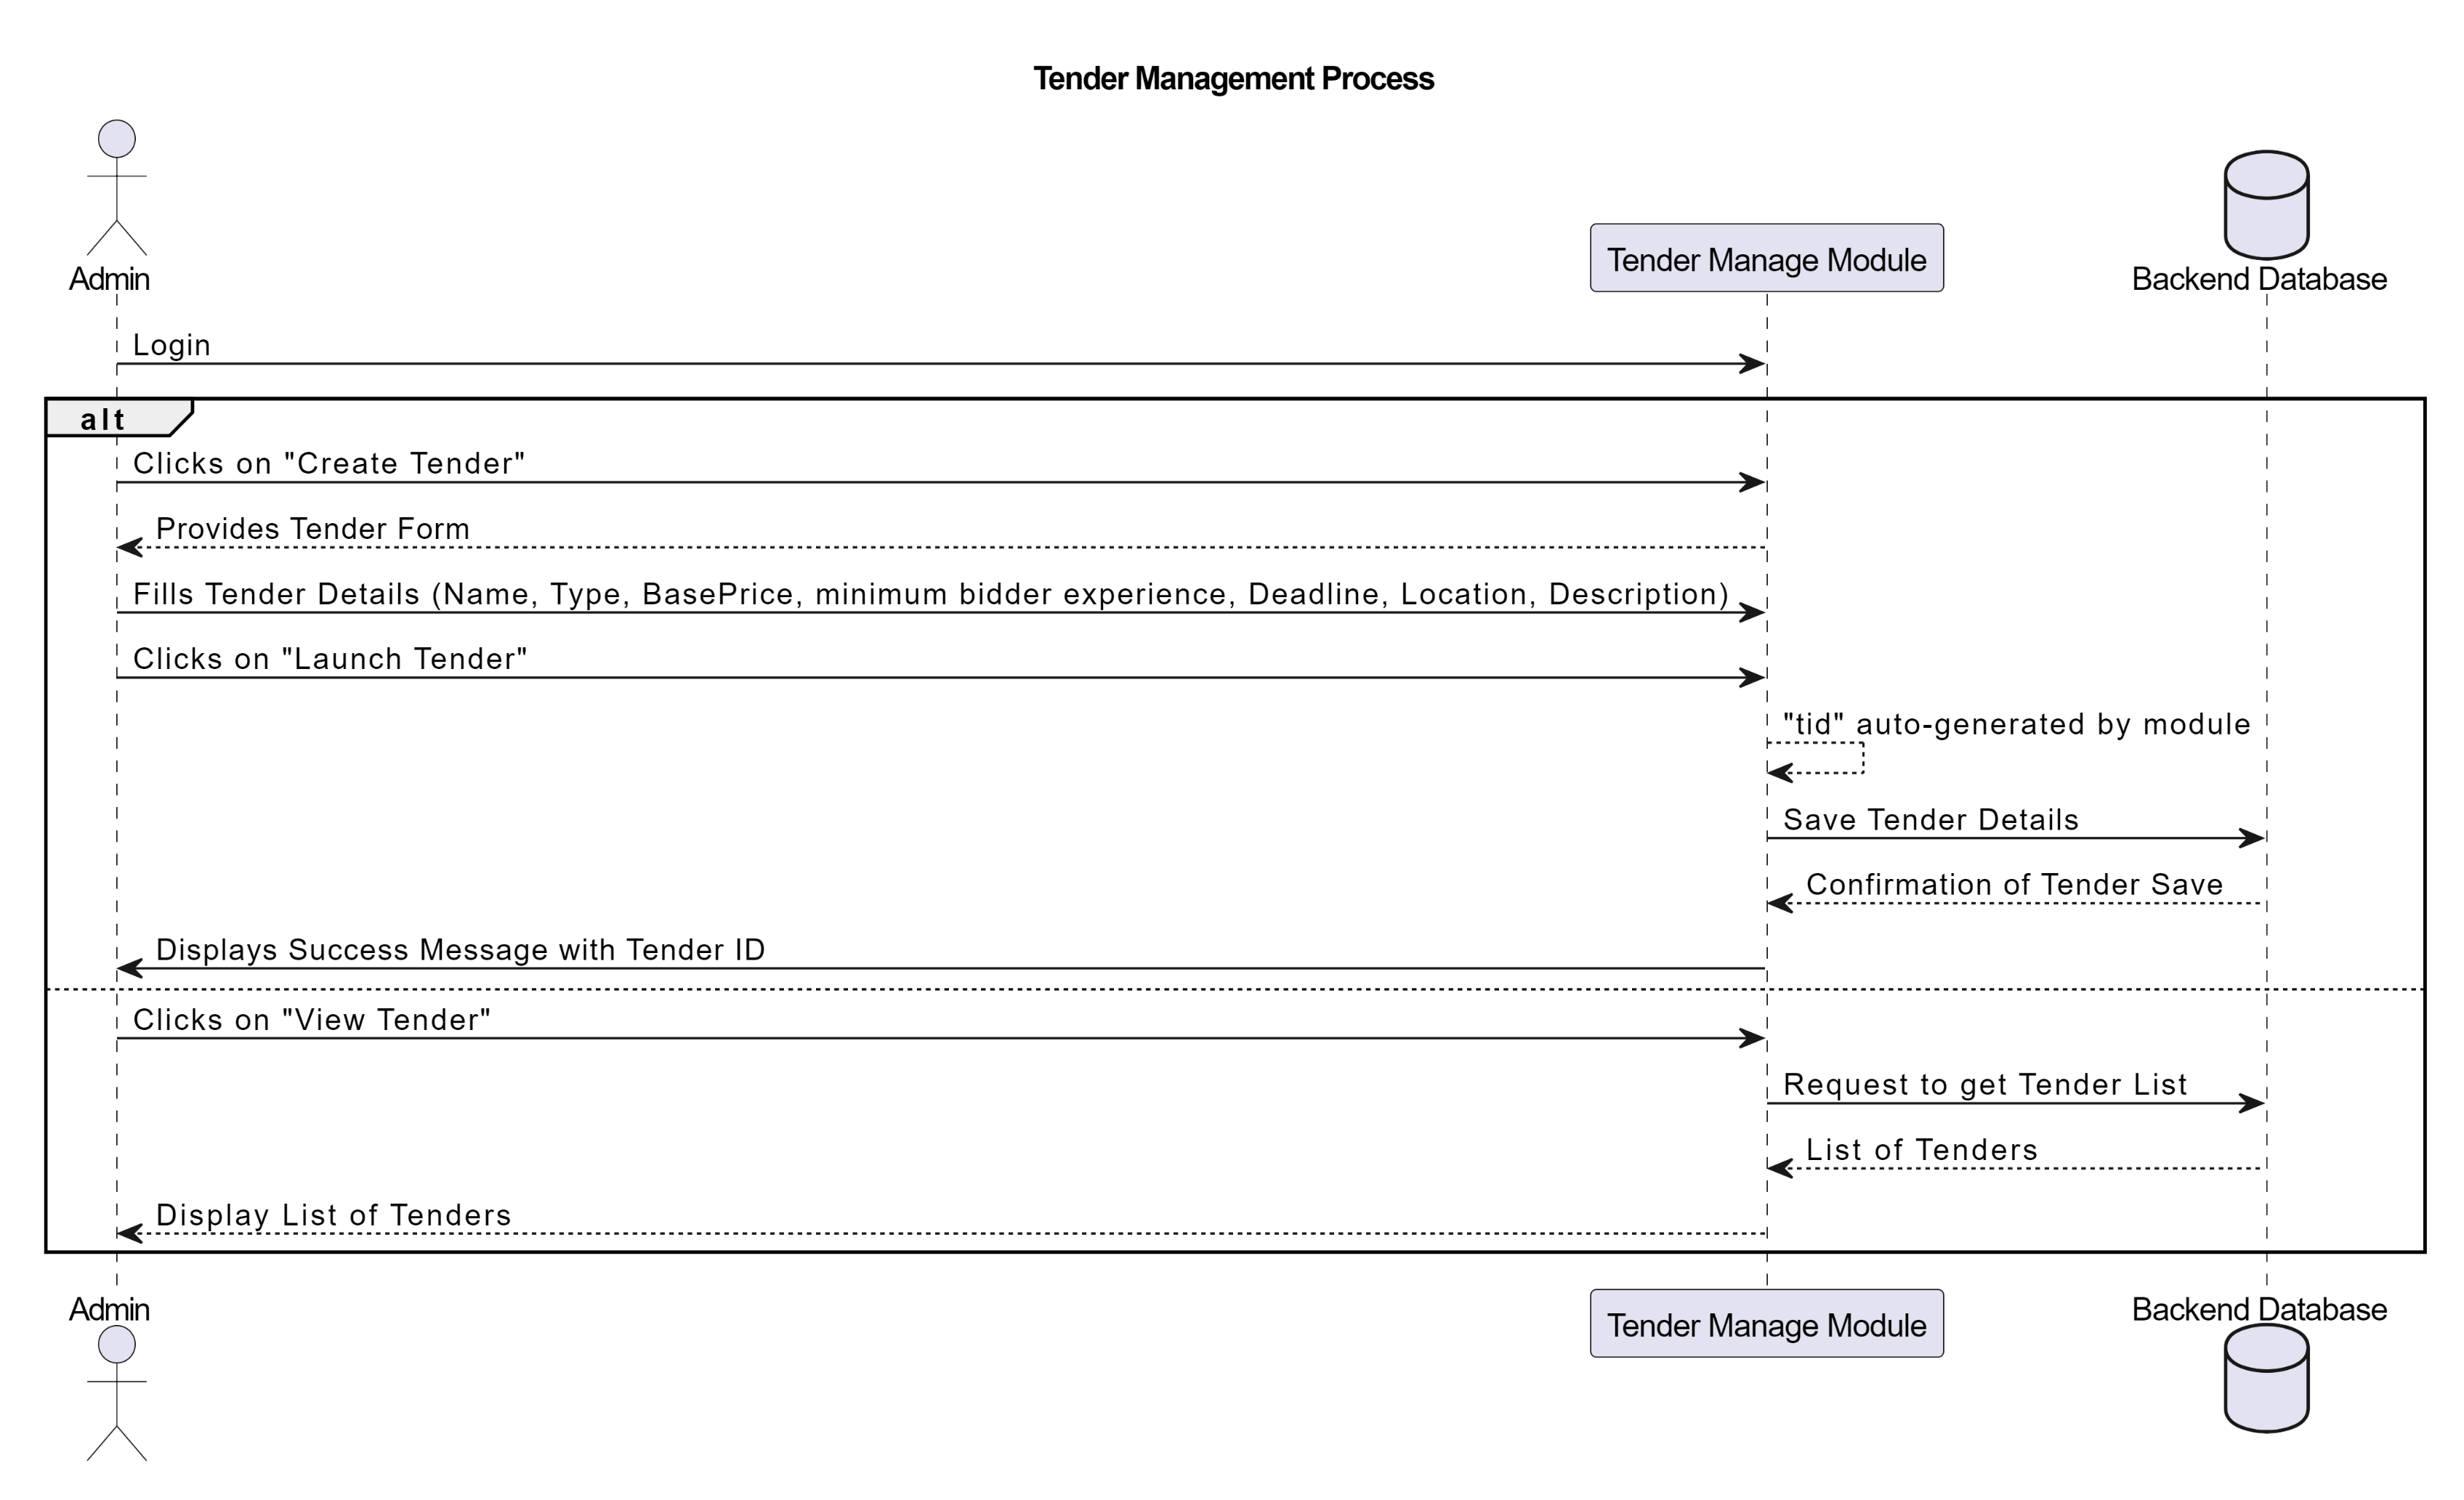 Tender Management Process
Admin
Tender Manage Module
Backend Database
Login
alt
Clicks on "Create Tender"
Provides Tender Form
Fills Tender Details (Name, Type, BasePrice, minimum bidder experience, Deadline, Location, Description)
Clicks on "Launch Tender"
"tid" auto-generated by module
Save Tender Details
Confirmation of Tender Save
Displays Success Message with Tender ID
Clicks on "View Tender"
Request to get Tender List
List of Tenders
Display List of Tenders
Admin
Tender Manage Module
Backend Database